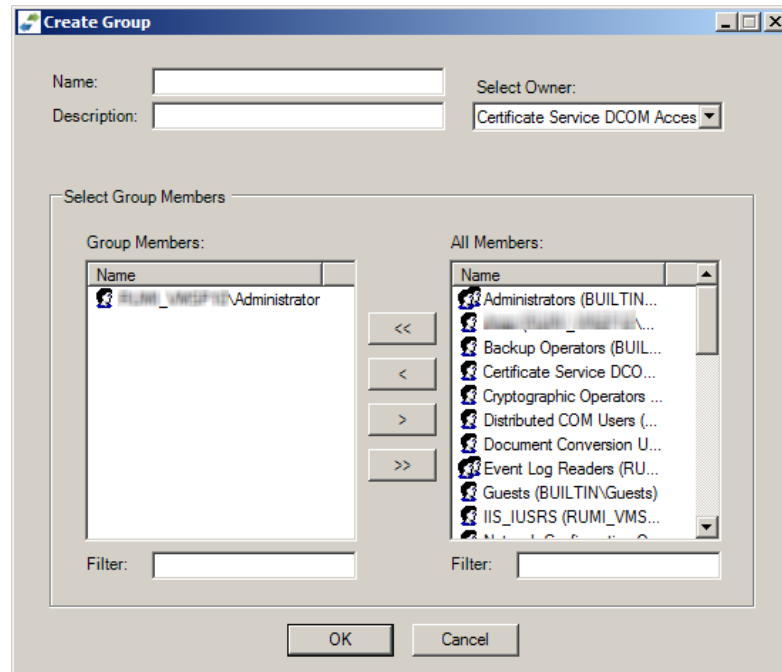 Create Group
Name:
Select Owner:
Description:
Certificate Service DCOM Acces
Select Group Members
Group Members:
All Members:
Name
Name
\Administrator
Administrators (BUILTIN...
\...
Backup Operators (BUIL...
Certificate Service DCO...
Cryptographic Operators ...
Distributed COM Users (...
Document Conversion U...
Event Log Readers (RU...
Guests (BUILTIN\Guests)
IIS_IUSRS (RUMI_VMS...
<<
<
>
>>
Filter:
Filter:
OK
Cancel